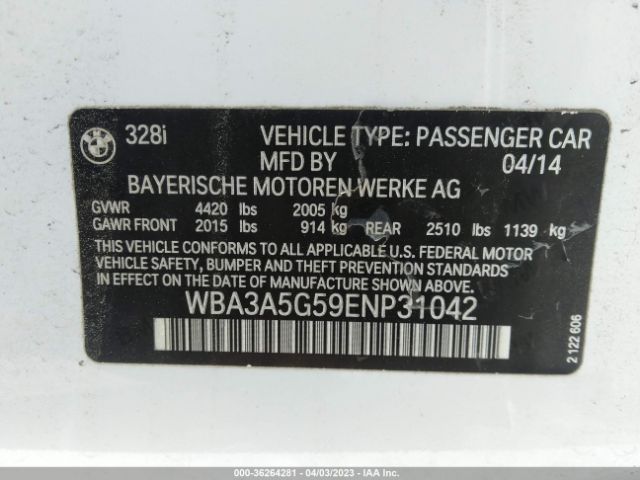 BMW
328i VEHICLE TYPE: PASSENGER CAR
MFD BY 04/14
BAYERISCHE MOTOREN WERKE AG
GVWR 4420 lbs 2005 kg
GAWR FRONT 2015 lbs 914 kg REAR 2510 lbs 1139 kg
THIS VEHICLE CONFORMS TO ALL APPLICABLE U.S. FEDERAL MOTOR
VEHICLE SAFETY, BUMPER AND THEFT PREVENTION STANDARDS
IN EFFECT ON THE DATE OF MANUFACTURE SHOWN ABOVE.
WBA3A5G59ENP31042
2 122 606
000-36264281 - 04/03/2023 - IAAI.COM